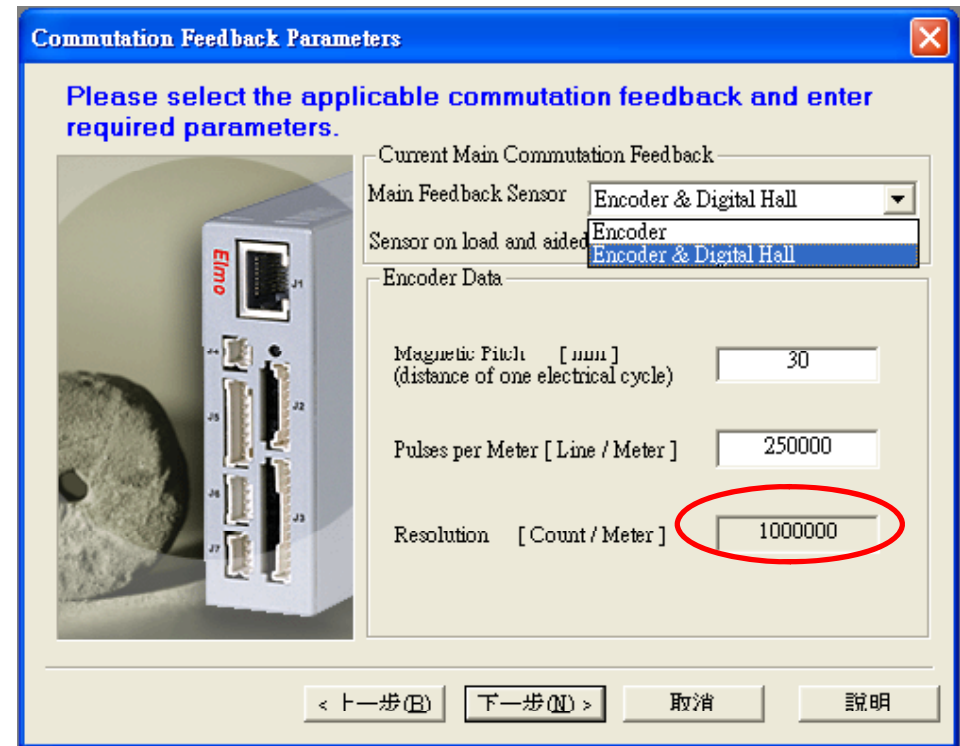 Commutation Feedback Parameters
Please select the applicable commutation feedback and enter
required parameters.
Current Main Commutation Feedback
Main Feedback Sensor
Encoder & Digital Hall
Sensor on load and aided
Encoder
Encoder & Digital Hall
Encoder Data
Magnetic Pitch [ mm ]
(distance of one electrical cycle)
30
Pulses per Meter [ Line / Meter ]
250000
Resolution [ Count / Meter ]
1000000
Elmo
J1
J4
J2
J5
J6
J3
J7
< 上一步(B)
下一步(N) >
取消
說明